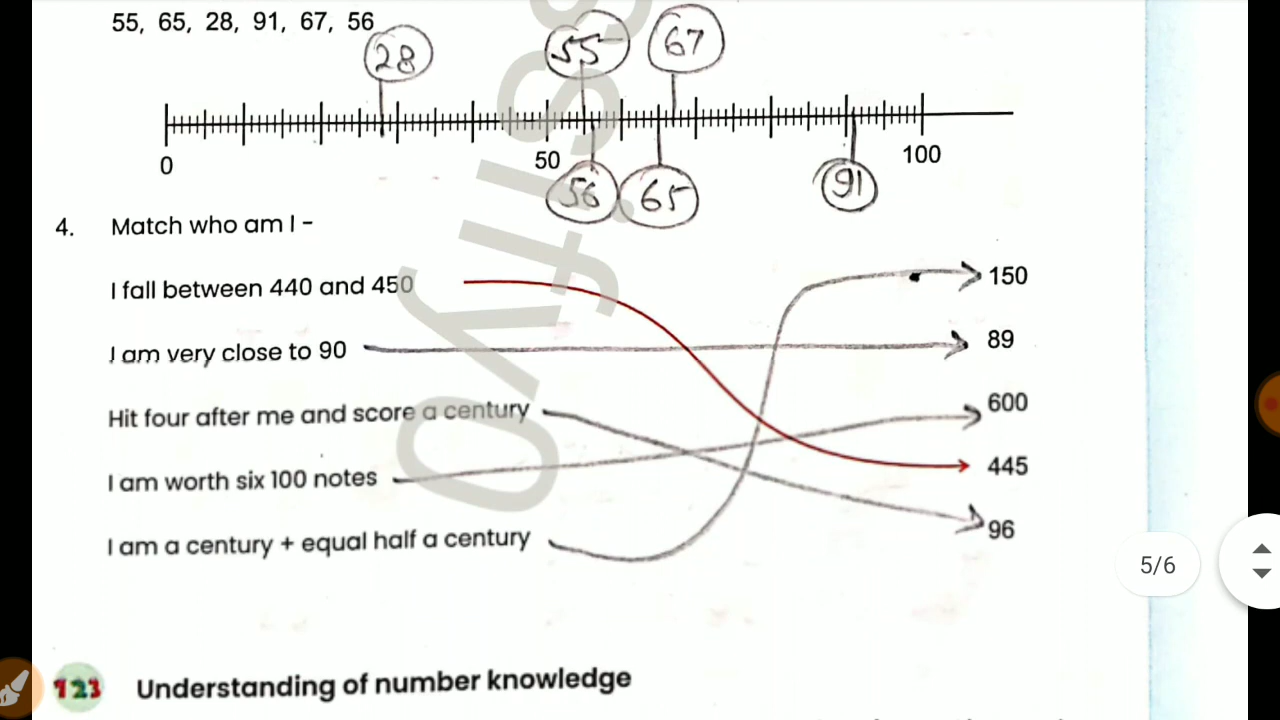 55, 65, 28, 91, 67, 56
28 55 67
0 50 100
56 65 91
4. Match who am I -
I fall between 440 and 450 150
I am very close to 90 89
Hit four after me and score a century 600
I am worth six 100 notes 445
I am a century + equal half a century 96
5/6
123 Understanding of number knowledge